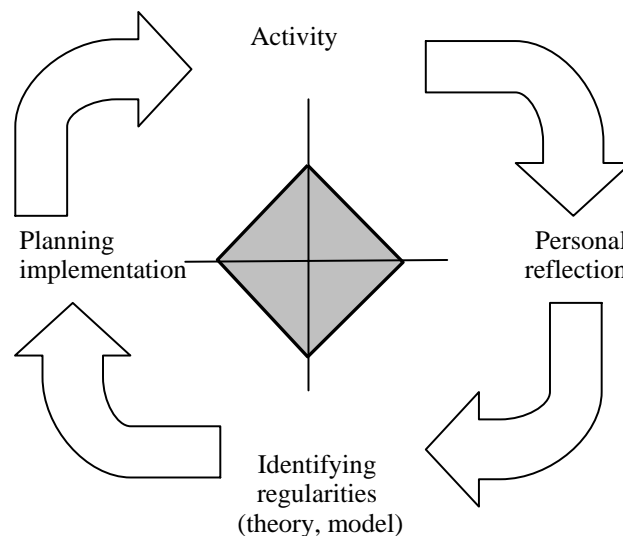 Activity
Planning
implementation
Personal
reflection
Identifying
regularities
(theory, model)